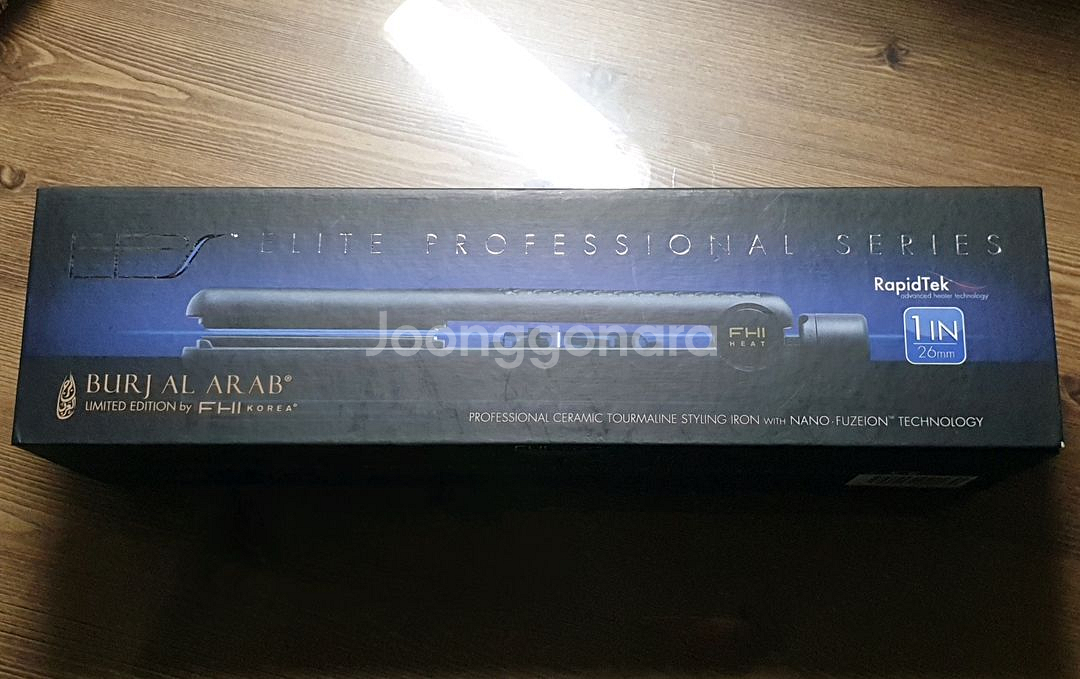 EPS™ ELITE PROFESSIONAL SERIES
RapidTek
advanced heater technology
1 IN
26mm
FHI
HEAT
Joonggonara
BURJ AL ARAB®
LIMITED EDITION by FHI KOREA®
PROFESSIONAL CERAMIC TOURMALINE STYLING IRON WITH NANO·FUZEION™ TECHNOLOGY